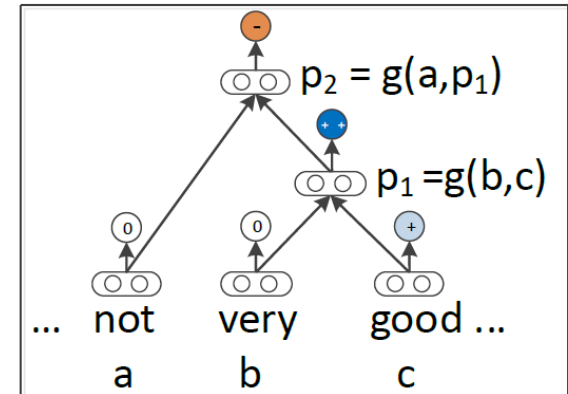 -
p₂ = g(a,p₁)
+ +
p₁ =g(b,c)
0 0 +
... not very good ...
a b c